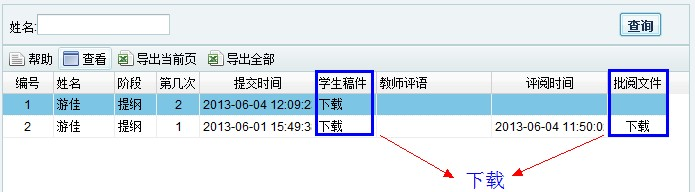 姓名: 查询
帮助 查看 导出当前页 导出全部
编号 姓名 阶段 第几次 提交时间 学生稿件 教师评语 评阅时间 批阅文件
1 游佳 提纲 2 2013-06-04 12:09:2 下载
2 游佳 提纲 1 2013-06-01 15:49:3 下载 2013-06-04 11:50:0 下载
下载